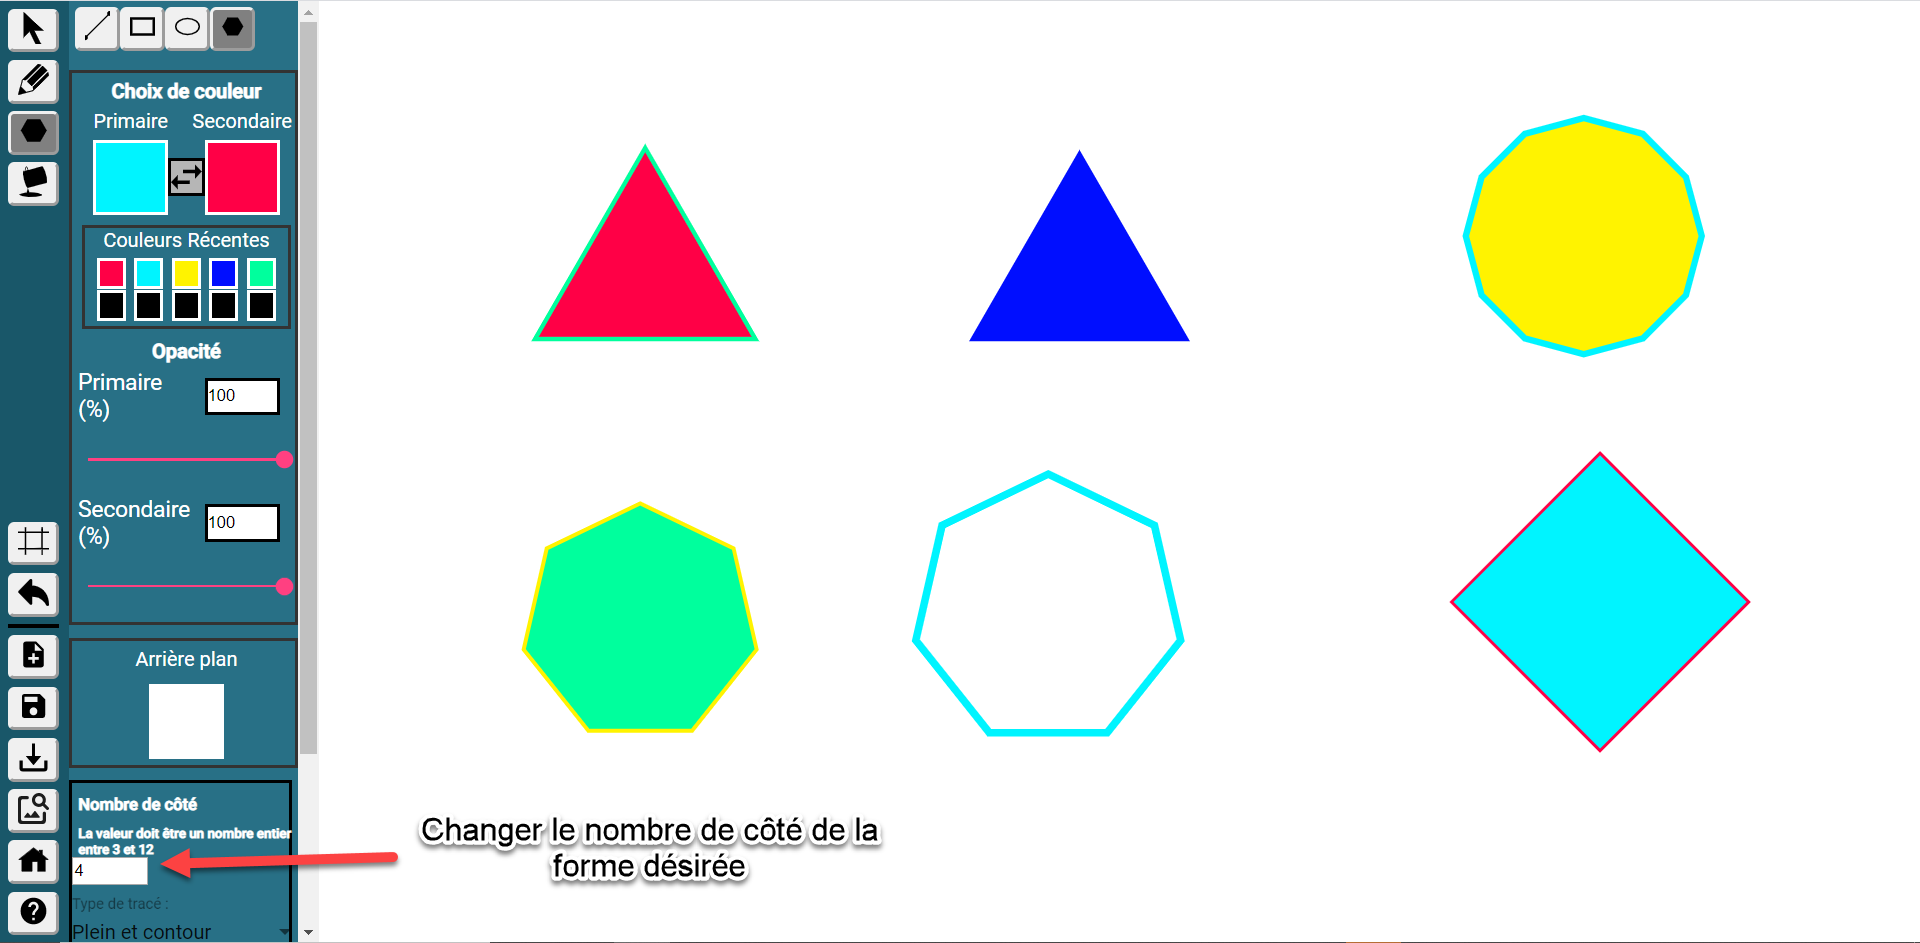 Choix de couleur
Primaire Secondaire
Couleurs Récentes
Opacité
Primaire
(%)
100
Secondaire
(%)
100
Arrière plan
Nombre de côté
La valeur doit être un nombre entier
entre 3 et 12
4
Type de tracé :
Plein et contour
Changer le nombre de côté de la
forme désirée